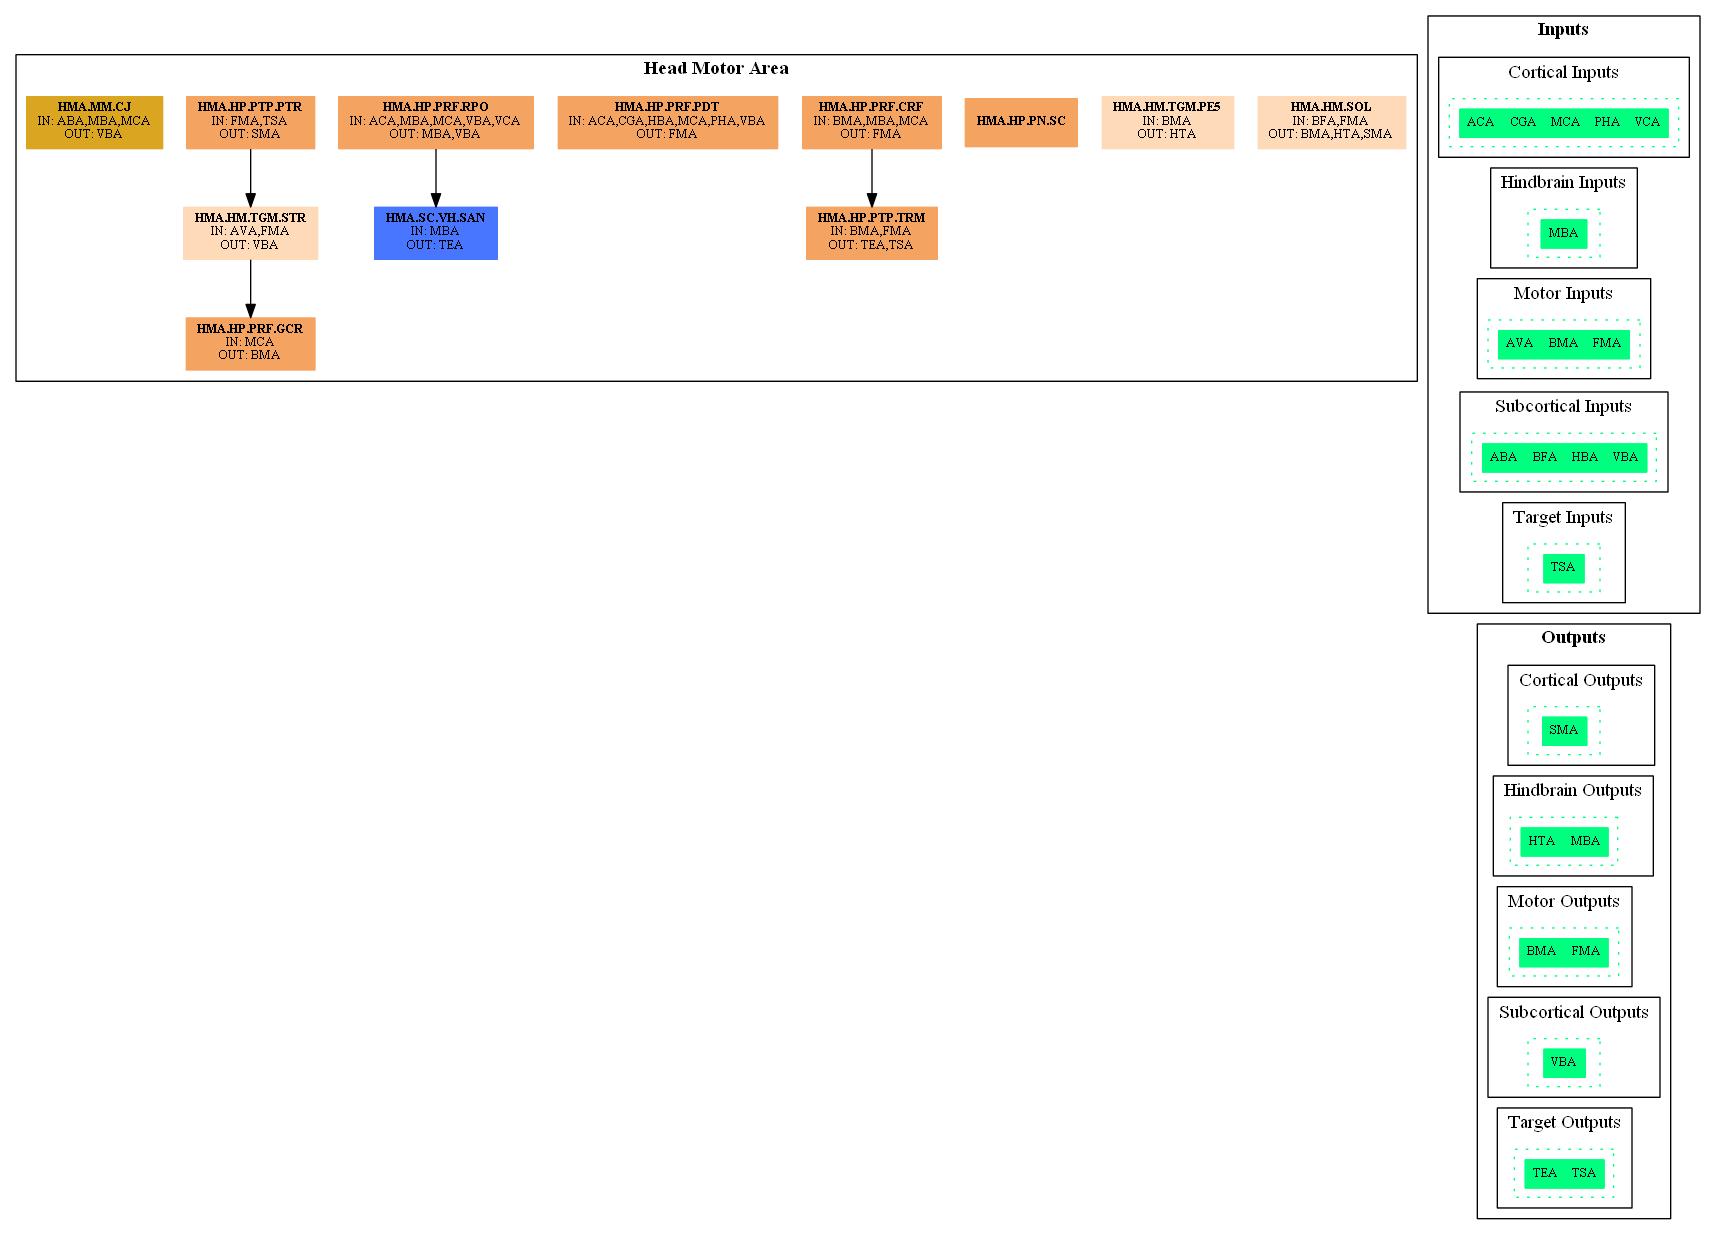 Head Motor Area
HMA.MM.CJ
IN: ABA,MBA,MCA
OUT: VBA
HMA.HP.PTP.PTR
IN: FMA,TSA
OUT: SMA
HMA.HP.PRF.RPO
IN: ACA,MBA,MCA,VBA,VCA
OUT: MBA,VBA
HMA.HP.PRF.PDT
IN: ACA,CGA,HBA,MCA,PHA,VBA
OUT: FMA
HMA.HP.PRF.CRF
IN: BMA,MBA,MCA
OUT: FMA
HMA.HP.PN.SC
HMA.HM.TGM.PE5
IN: BMA
OUT: HTA
HMA.HM.SOL
IN: BFA,FMA
OUT: BMA,HTA,SMA
HMA.HM.TGM.STR
IN: AVA,FMA
OUT: VBA
HMA.SC.VH.SAN
IN: MBA
OUT: TEA
HMA.HP.PTP.TRM
IN: BMA,FMA
OUT: TEA,TSA
HMA.HP.PRF.GCR
IN: MCA
OUT: BMA
Inputs
Cortical Inputs
ACA CGA MCA PHA VCA
Hindbrain Inputs
MBA
Motor Inputs
AVA BMA FMA
Subcortical Inputs
ABA BFA HBA VBA
Target Inputs
TSA
Outputs
Cortical Outputs
SMA
Hindbrain Outputs
HTA MBA
Motor Outputs
BMA FMA
Subcortical Outputs
VBA
Target Outputs
TEA TSA